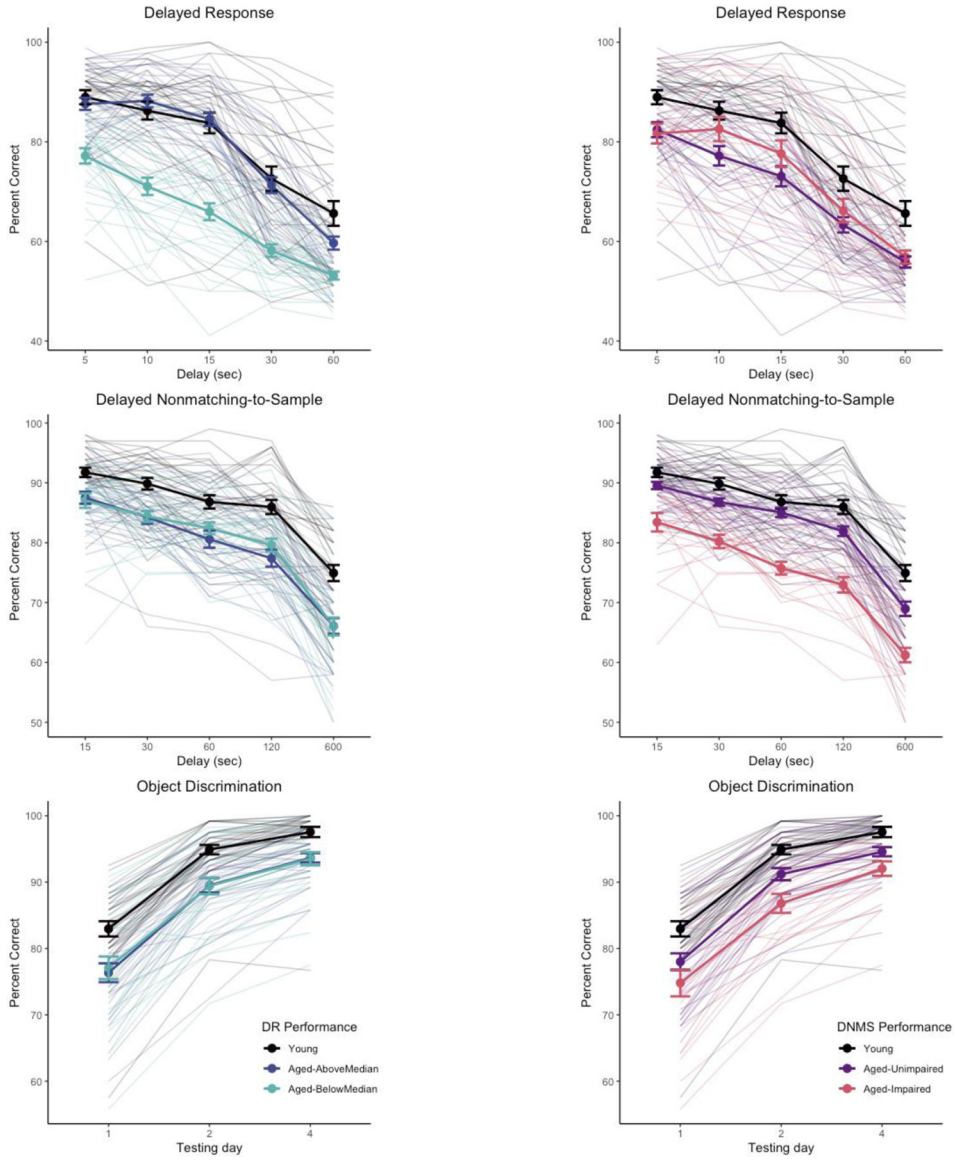 Delayed Response
Percent Correct
100
80
60
40
5 10 15 30 60
Delay (sec)
Delayed Response
Percent Correct
100
80
60
40
5 10 15 30 60
Delay (sec)
Delayed Nonmatching-to-Sample
Percent Correct
100
90
80
70
60
50
15 30 60 120 600
Delay (sec)
Delayed Nonmatching-to-Sample
Percent Correct
100
90
80
70
60
50
15 30 60 120 600
Delay (sec)
Object Discrimination
Percent Correct
100
90
80
70
60
DR Performance
Young
Aged-AboveMedian
Aged-BelowMedian
1 2 4
Testing day
Object Discrimination
Percent Correct
100
90
80
70
60
DNMS Performance
Young
Aged-Unimpaired
Aged-Impaired
1 2 4
Testing day